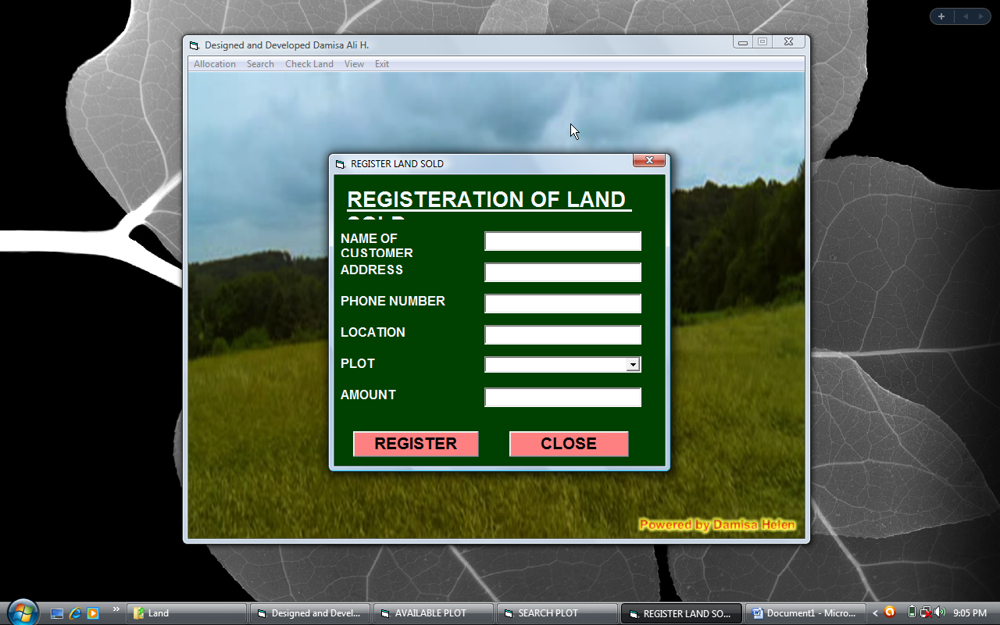 Designed and Developed Damisa Ali H.
Allocation Search Check Land View Exit
REGISTER LAND SOLD
REGISTERATION OF LAND
SOLD
NAME OF
CUSTOMER
ADDRESS
PHONE NUMBER
LOCATION
PLOT
AMOUNT
REGISTER CLOSE
Powered by Damisa Helen
Land Designed and Devel... AVAILABLE PLOT SEARCH PLOT REGISTER LAND SO... Document1 - Micro... 9:05 PM